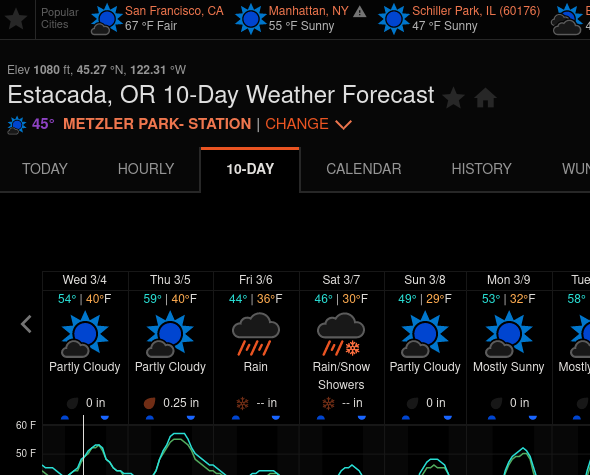 Popular Cities
San Francisco, CA
67 °F Fair
Manhattan, NY
55 °F Sunny
Schiller Park, IL (60176)
47 °F Sunny
Elev 1080 ft, 45.27 °N, 122.31 °W
Estacada, OR 10-Day Weather Forecast
45° METZLER PARK- STATION | CHANGE
TODAY HOURLY 10-DAY CALENDAR HISTORY WUN
Wed 3/4 Thu 3/5 Fri 3/6 Sat 3/7 Sun 3/8 Mon 3/9 Tue
54° | 40°F 59° | 40°F 44° | 36°F 46° | 30°F 49° | 29°F 53° | 32°F 58°
Partly Cloudy Partly Cloudy Rain Rain/Snow Showers Partly Cloudy Mostly Sunny Mostly
0 in 0.25 in -- in -- in 0 in 0 in
60 F
50 F